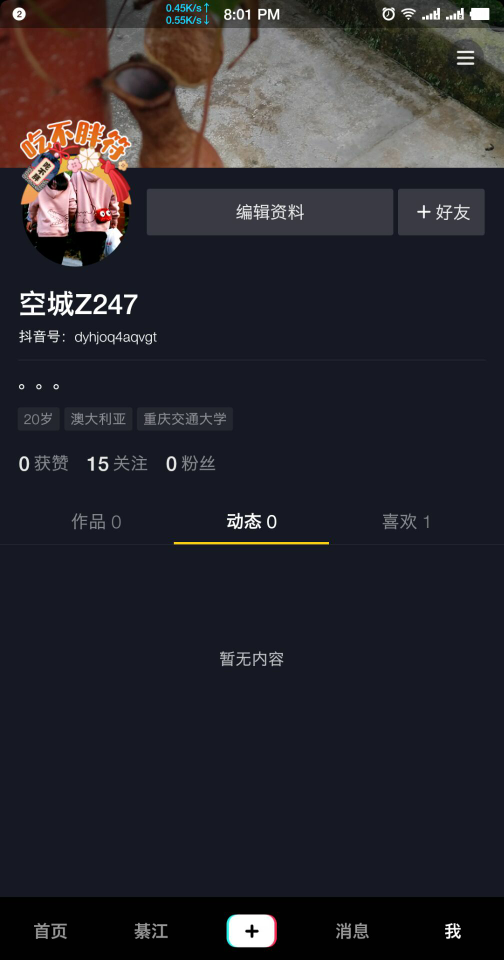 2
0.45K/s↑
0.55K/s↓
8:01 PM
吃不胖符
编辑资料
+ 好友
空城Z247
抖音号：dyhjoq4aqvgt
。。。
20岁 澳大利亚 重庆交通大学
0 获赞 15 关注 0 粉丝
作品 0 动态 0 喜欢 1
暂无内容
首页 綦江 + 消息 我